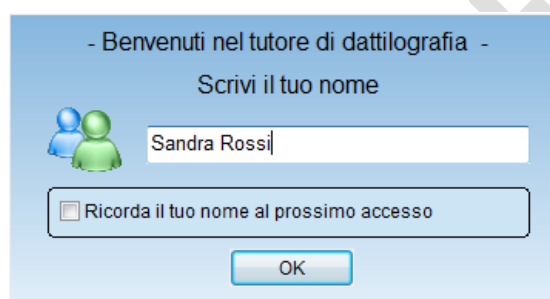 - Benvenuti nel tutore di dattilografia -
Scrivi il tuo nome
Sandra Rossi
Ricorda il tuo nome al prossimo accesso
OK